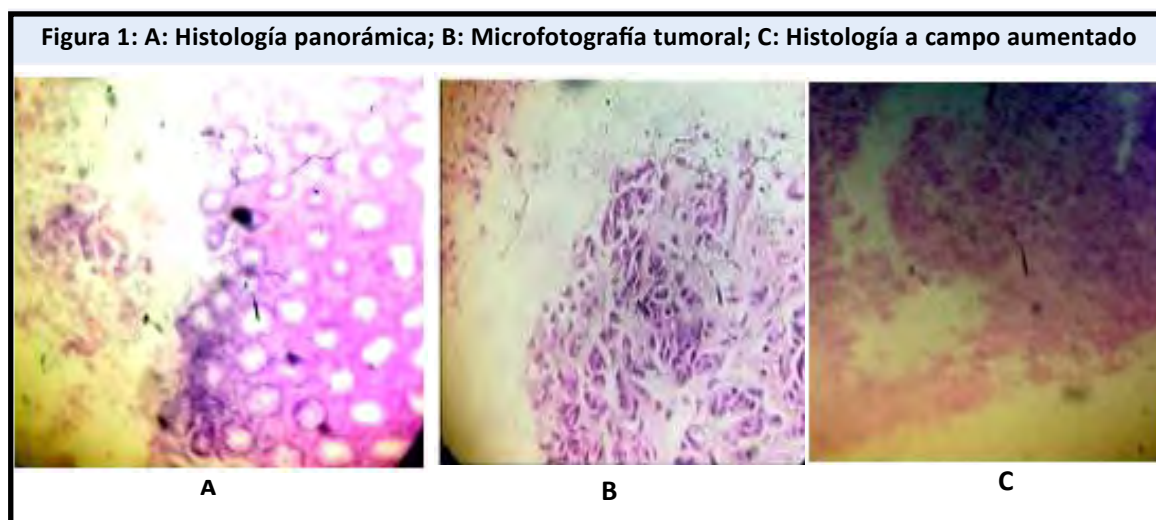 Figura 1: A: Histología panorámica; B: Microfotografía tumoral; C: Histología a campo aumentado
A
B
C